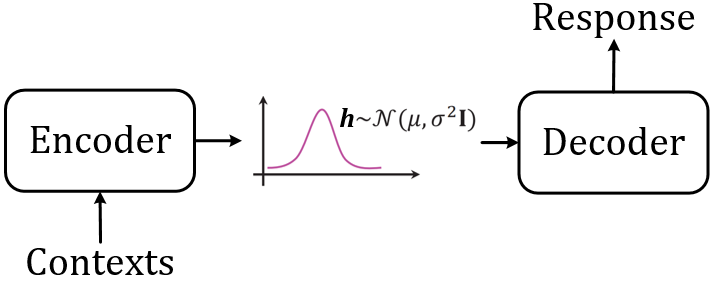 Response
Encoder
h~𝒩(μ, σ²I)
Decoder
Contexts